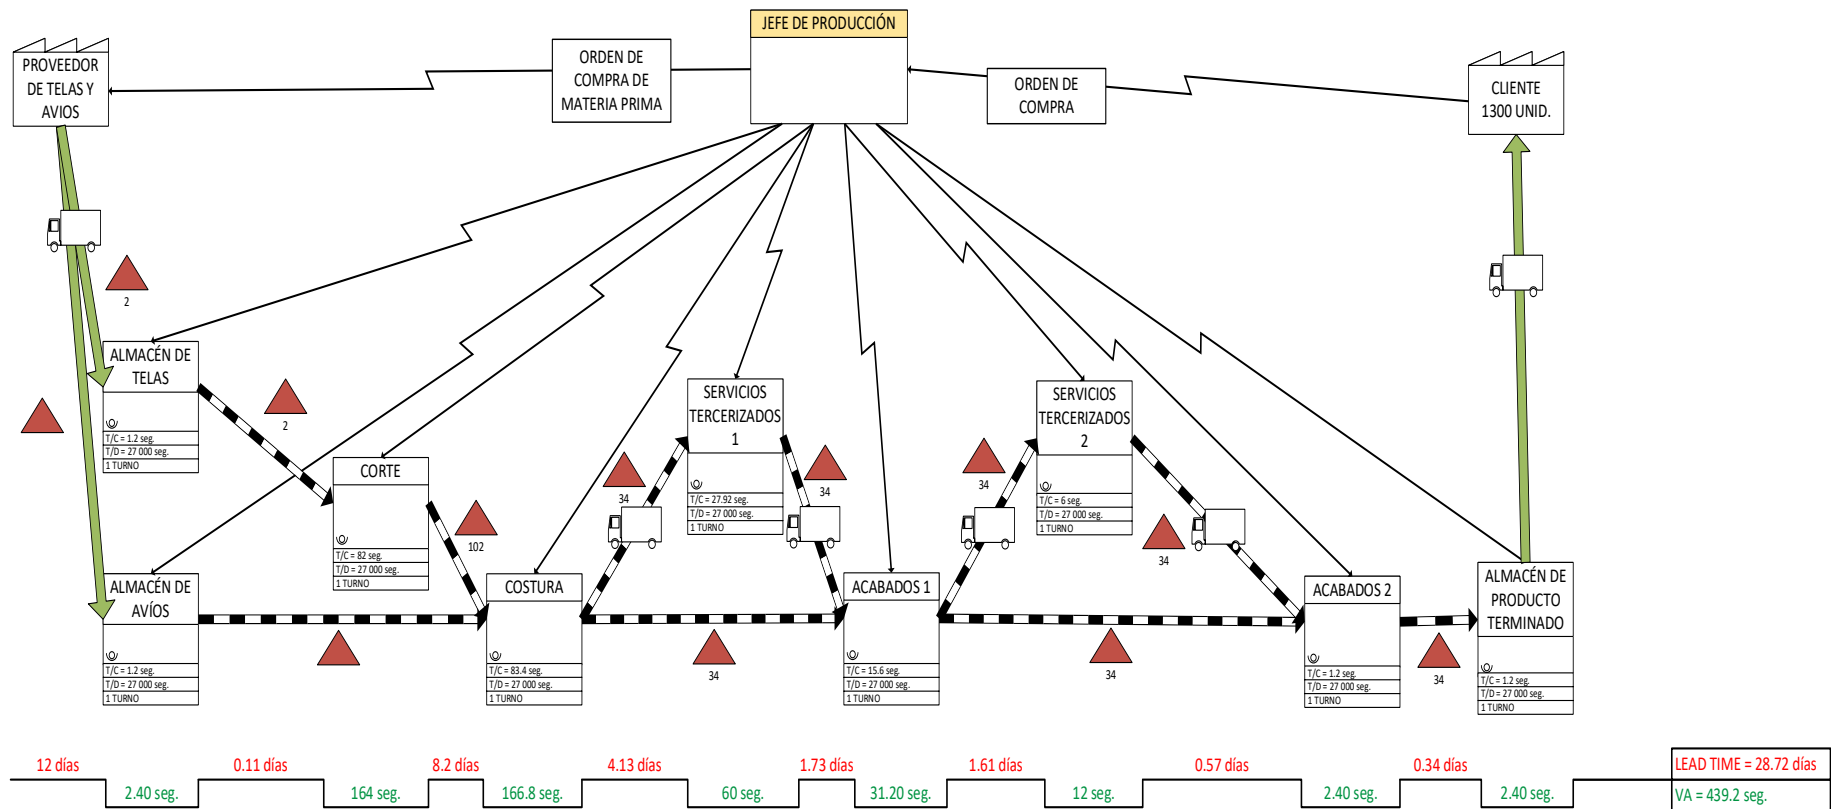 JEFE DE PRODUCCIÓN
PROVEEDOR
DE TELAS Y
AVIOS
ORDEN DE
COMPRA DE
MATERIA PRIMA
ORDEN DE
COMPRA
CLIENTE
1300 UNID.
2
ALMACÉN DE
TELAS
T/C = 1.2 seg.
T/D = 27 000 seg.
1 TURNO
2
CORTE
T/C = 82 seg.
T/D = 27 000 seg.
1 TURNO
102
ALMACÉN DE
AVÍOS
T/C = 1.2 seg.
T/D = 27 000 seg.
1 TURNO
COSTURA
T/C = 83.4 seg.
T/D = 27 000 seg.
1 TURNO
34
SERVICIOS
TERCERIZADOS
1
T/C = 27.92 seg.
T/D = 27 000 seg.
1 TURNO
34
34
ACABADOS 1
T/C = 15.6 seg.
T/D = 27 000 seg.
1 TURNO
34
SERVICIOS
TERCERIZADOS
2
T/C = 6 seg.
T/D = 27 000 seg.
1 TURNO
34
34
ACABADOS 2
T/C = 1.2 seg.
T/D = 27 000 seg.
1 TURNO
34
ALMACÉN DE
PRODUCTO
TERMINADO
T/C = 1.2 seg.
T/D = 27 000 seg.
1 TURNO
12 días
0.11 días
8.2 días
4.13 días
1.73 días
1.61 días
0.57 días
0.34 días
LEAD TIME = 28.72 días
2.40 seg.
164 seg.
166.8 seg.
60 seg.
31.20 seg.
12 seg.
2.40 seg.
2.40 seg.
VA = 439.2 seg.